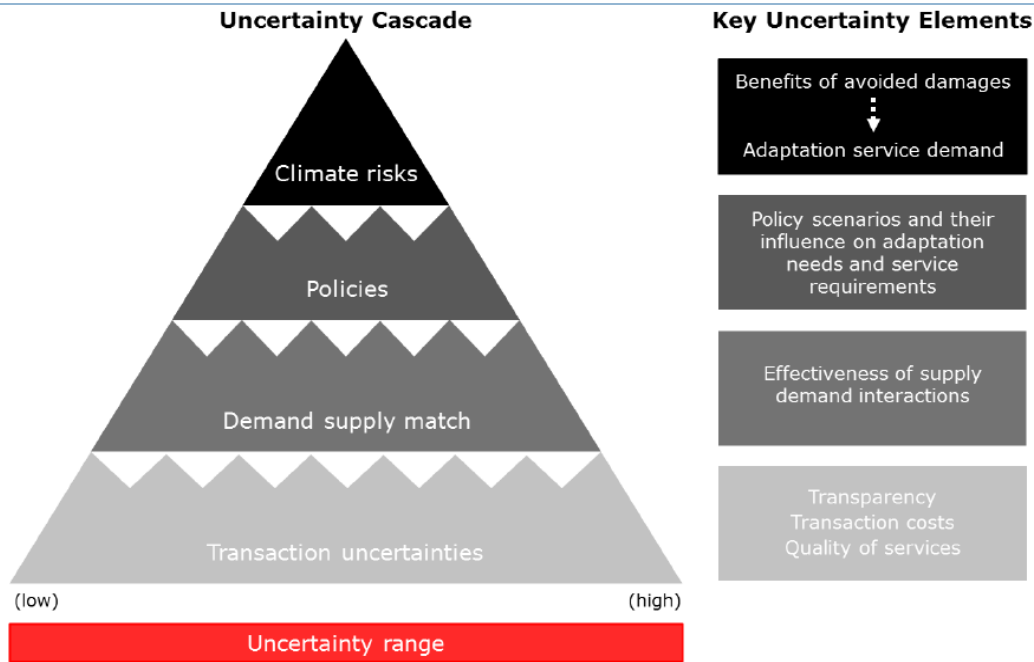 Uncertainty Cascade
Climate risks
Policies
Demand supply match
Transaction uncertainties
(low)
(high)
Uncertainty range
Key Uncertainty Elements
Benefits of avoided damages
Adaptation service demand
Policy scenarios and their
influence on adaptation
needs and service
requirements
Effectiveness of supply
demand interactions
Transparency
Transaction costs
Quality of services